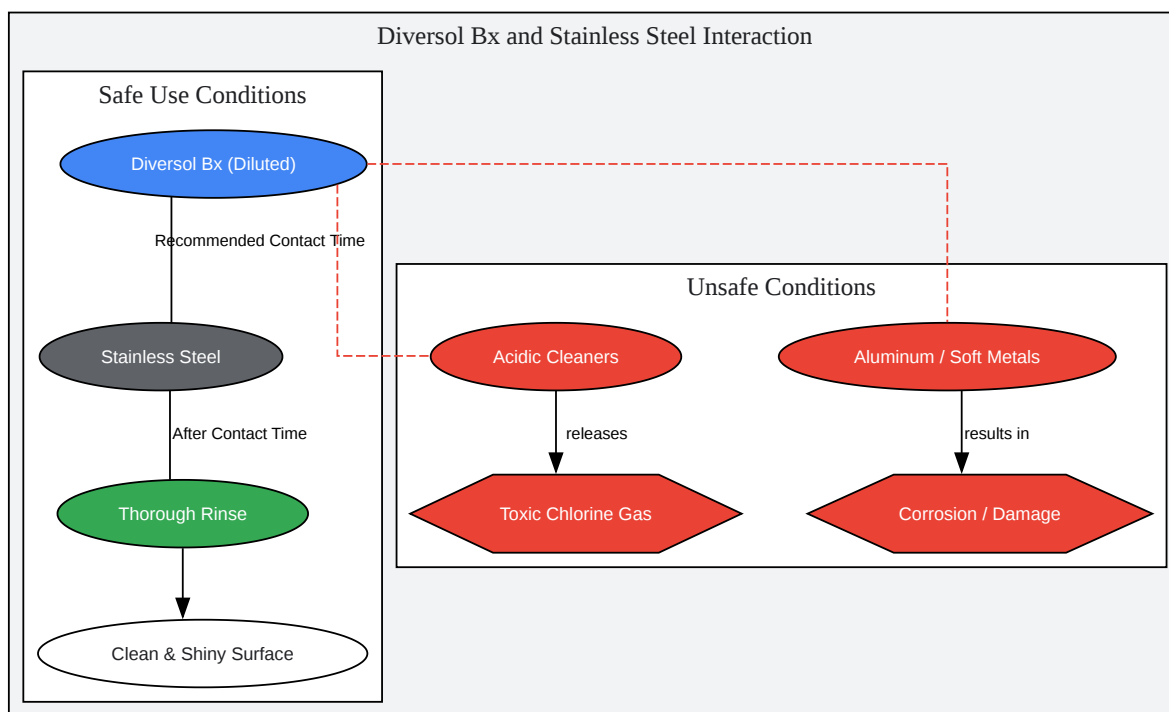 Diversol Bx and Stainless Steel Interaction
Safe Use Conditions
Diversol Bx (Diluted)
Recommended Contact Time
Stainless Steel
After Contact Time
Thorough Rinse
Clean & Shiny Surface
Unsafe Conditions
Acidic Cleaners
Aluminum / Soft Metals
releases
results in
Toxic Chlorine Gas
Corrosion / Damage